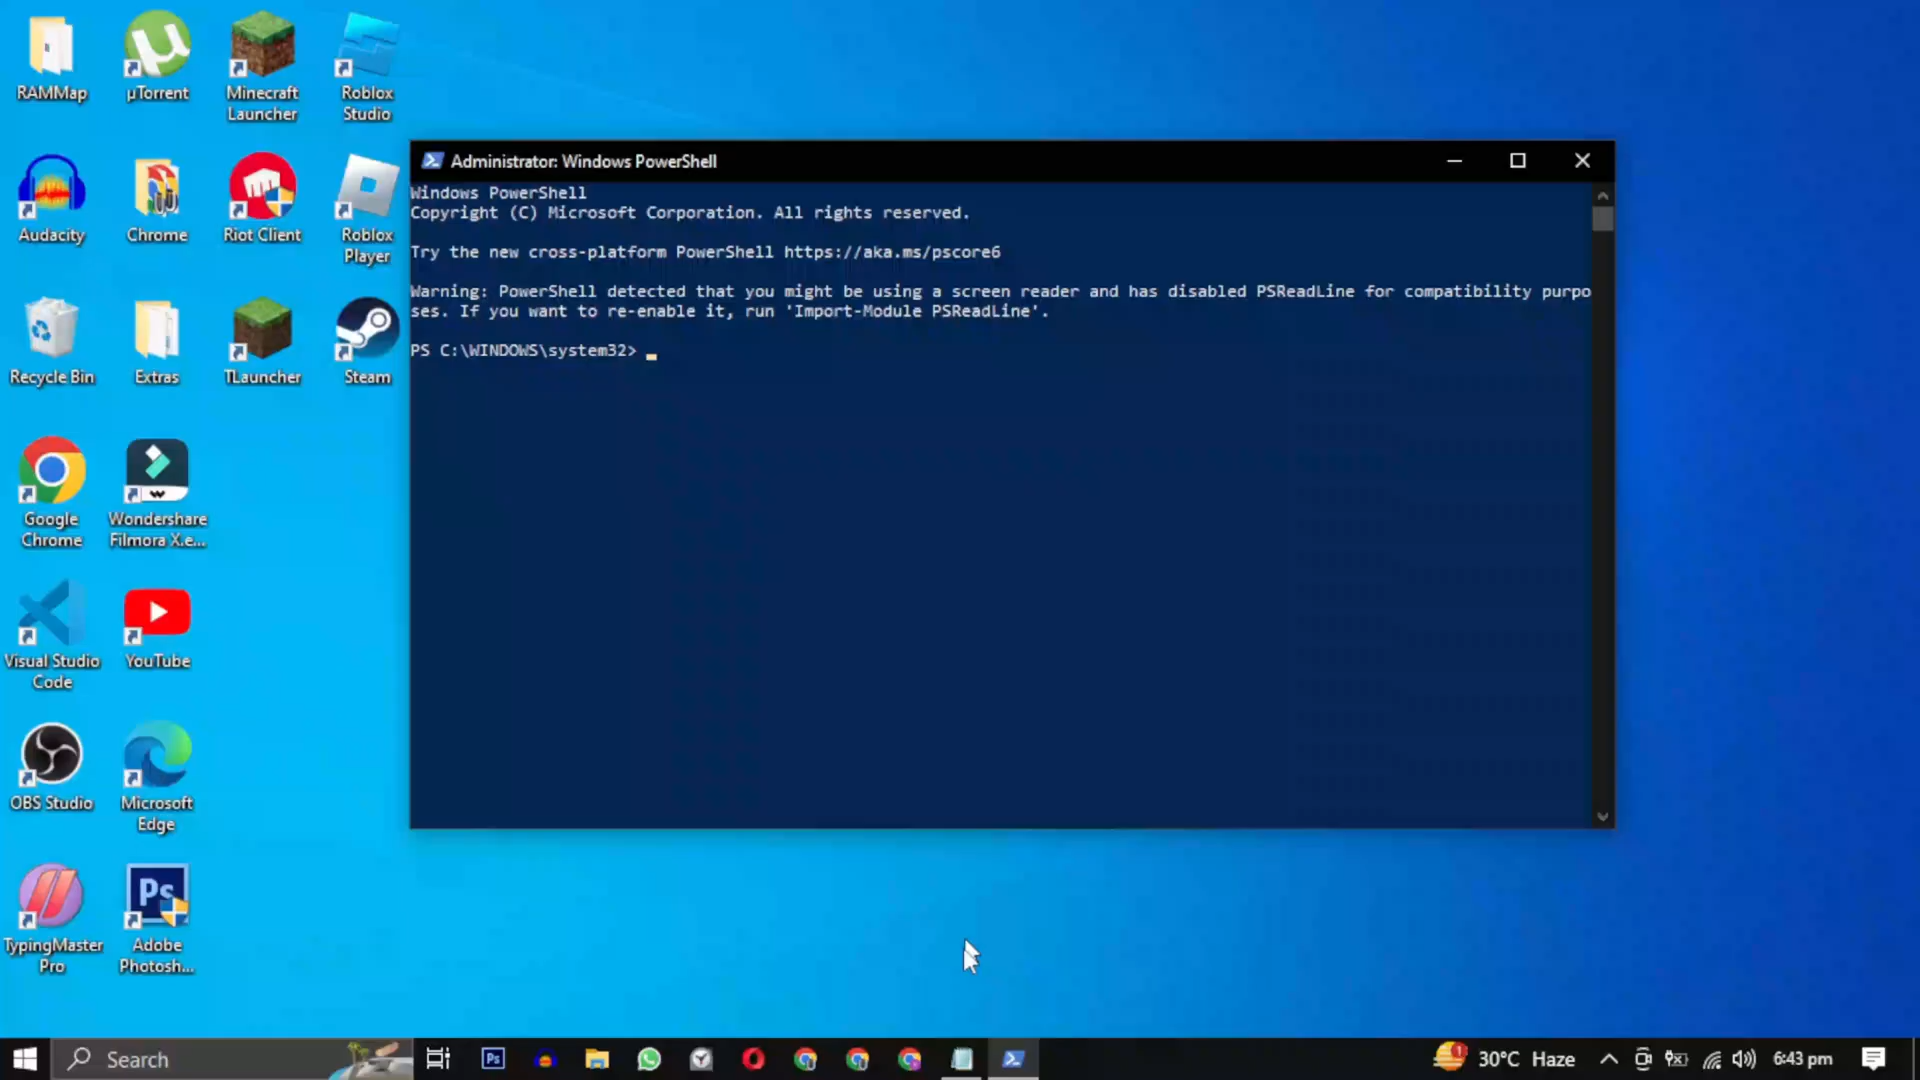 RAMMap
µTorrent
Minecraft
Launcher
Roblox
Studio
Audacity
Chrome
Riot Client
Roblox
Player
Recycle Bin
Extras
TLauncher
Steam
Google
Chrome
Wondershare
Filmora X.e...
Visual Studio
Code
YouTube
OBS Studio
Microsoft
Edge
TypingMaster
Pro
Ps
Adobe
Photosh...
Administrator: Windows PowerShell
Windows PowerShell
Copyright (C) Microsoft Corporation. All rights reserved.
Try the new cross-platform PowerShell https://aka.ms/pscore6
Warning: PowerShell detected that you might be using a screen reader and has disabled PSReadLine for compatibility purpo
ses. If you want to re-enable it, run 'Import-Module PSReadLine'.
PS C:\WINDOWS\system32> _
Search
Ps
1
30°C Haze
6:43 pm